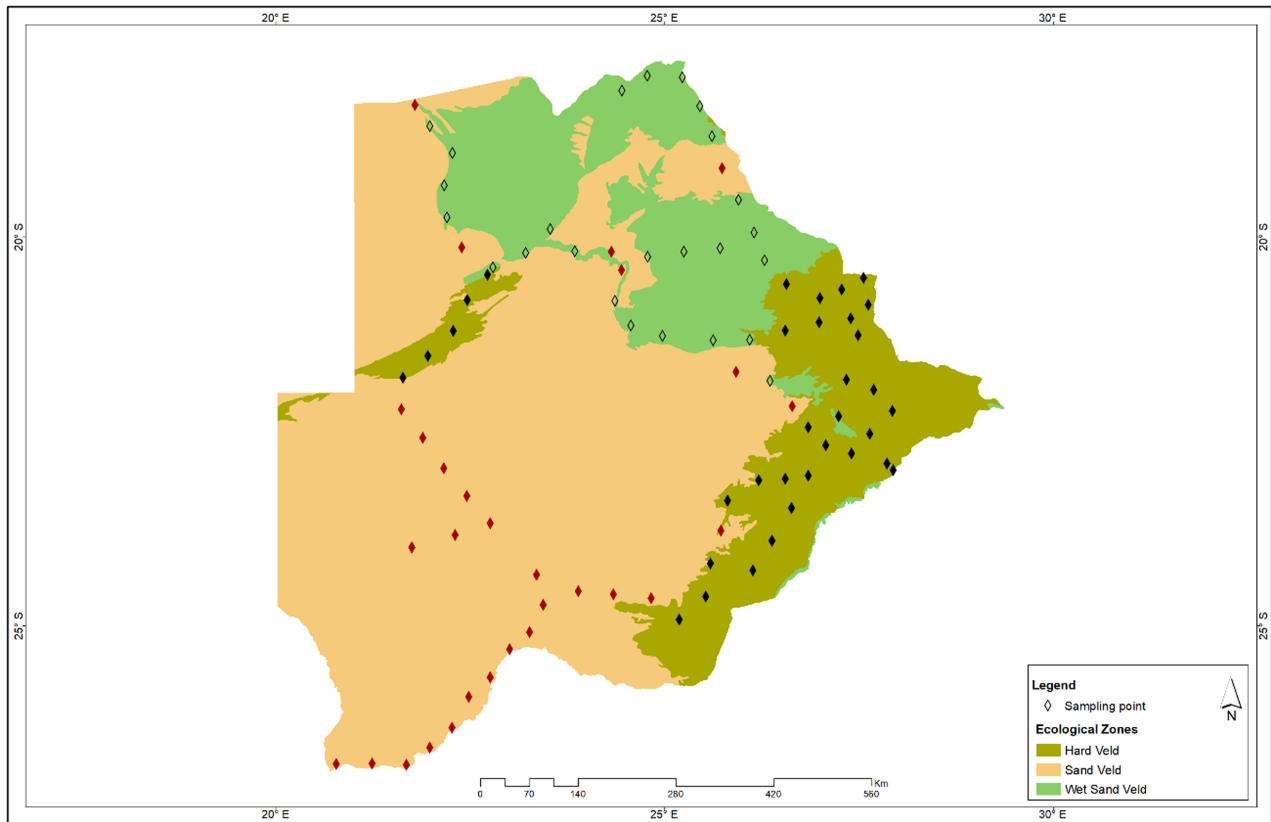 20° E 25° E 30° E
20° S 20° S
25° S 25° S
Legend
Sampling point
N
Ecological Zones
Hard Veld
Sand Veld
Wet Sand Veld
Km
0 70 140 280 420 560
20° E 25° E 30° E